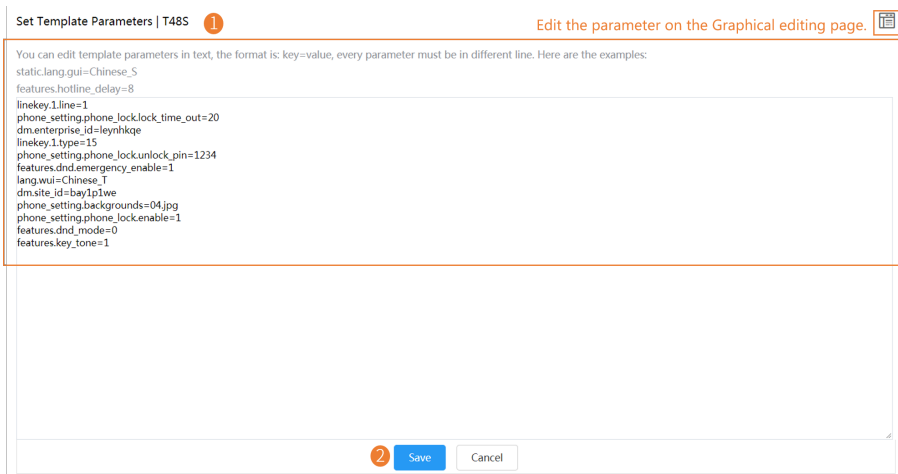 Set Template Parameters | T48S
1
Edit the parameter on the Graphical editing page.
You can edit template parameters in text, the format is: key=value, every parameter must be in different line. Here are the examples:
static.lang.gui=Chinese_S
features.hotline_delay=8
linekey.1.line=1
phone_setting.phone_lock.lock_time_out=20
dm.enterprise_id=leynhkqe
linekey.1.type=15
phone_setting.phone_lock.unlock_pin=1234
features.dnd.emergency_enable=1
lang.wui=Chinese_T
dm.site_id=bay1p1we
phone_setting.backgrounds=04.jpg
phone_setting.phone_lock.enable=1
features.dnd_mode=0
features.key_tone=1
2
Save
Cancel